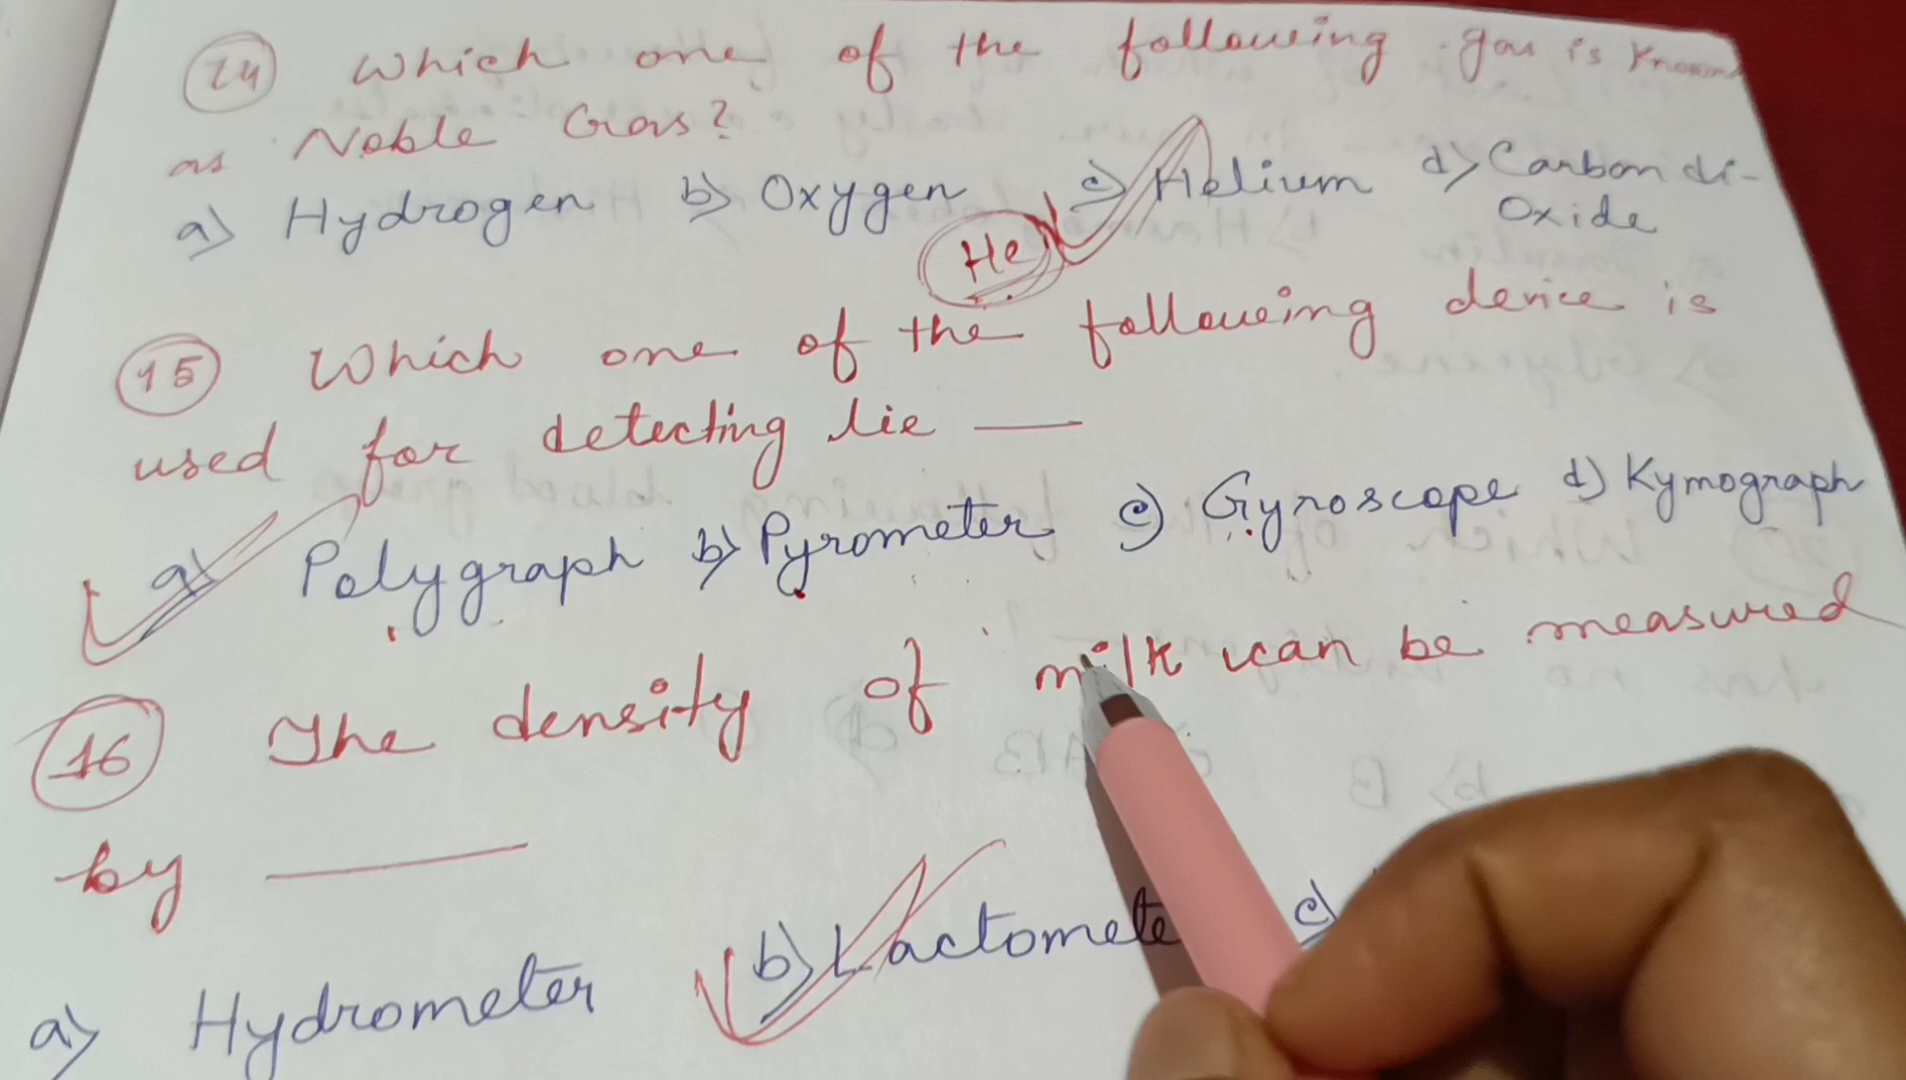 14 Which one of the following gas is known
as Noble Gas?
a) Hydrogen b) Oxygen c) Helium d) Carbon di-
Oxide
He
15 Which one of the following device is
used for detecting lie —
a) Polygraph b) Pyrometer c) Gyroscope d) Kymograph
16 The density of milk can be measured
by —
a) Hydrometer b) Lactomete c)